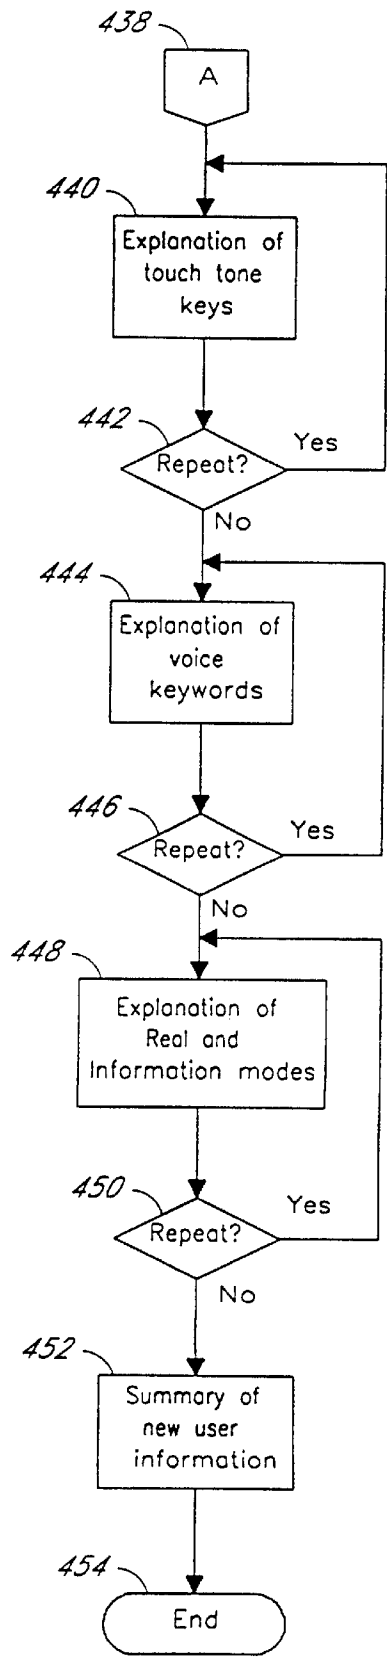 438
A
440
Explanation of
touch tone
keys
442
Repeat?
Yes
No
444
Explanation of
voice
keywords
446
Repeat?
Yes
No
448
Explanation of
Real and
Information modes
450
Repeat?
Yes
No
452
Summary of
new user
information
454
End